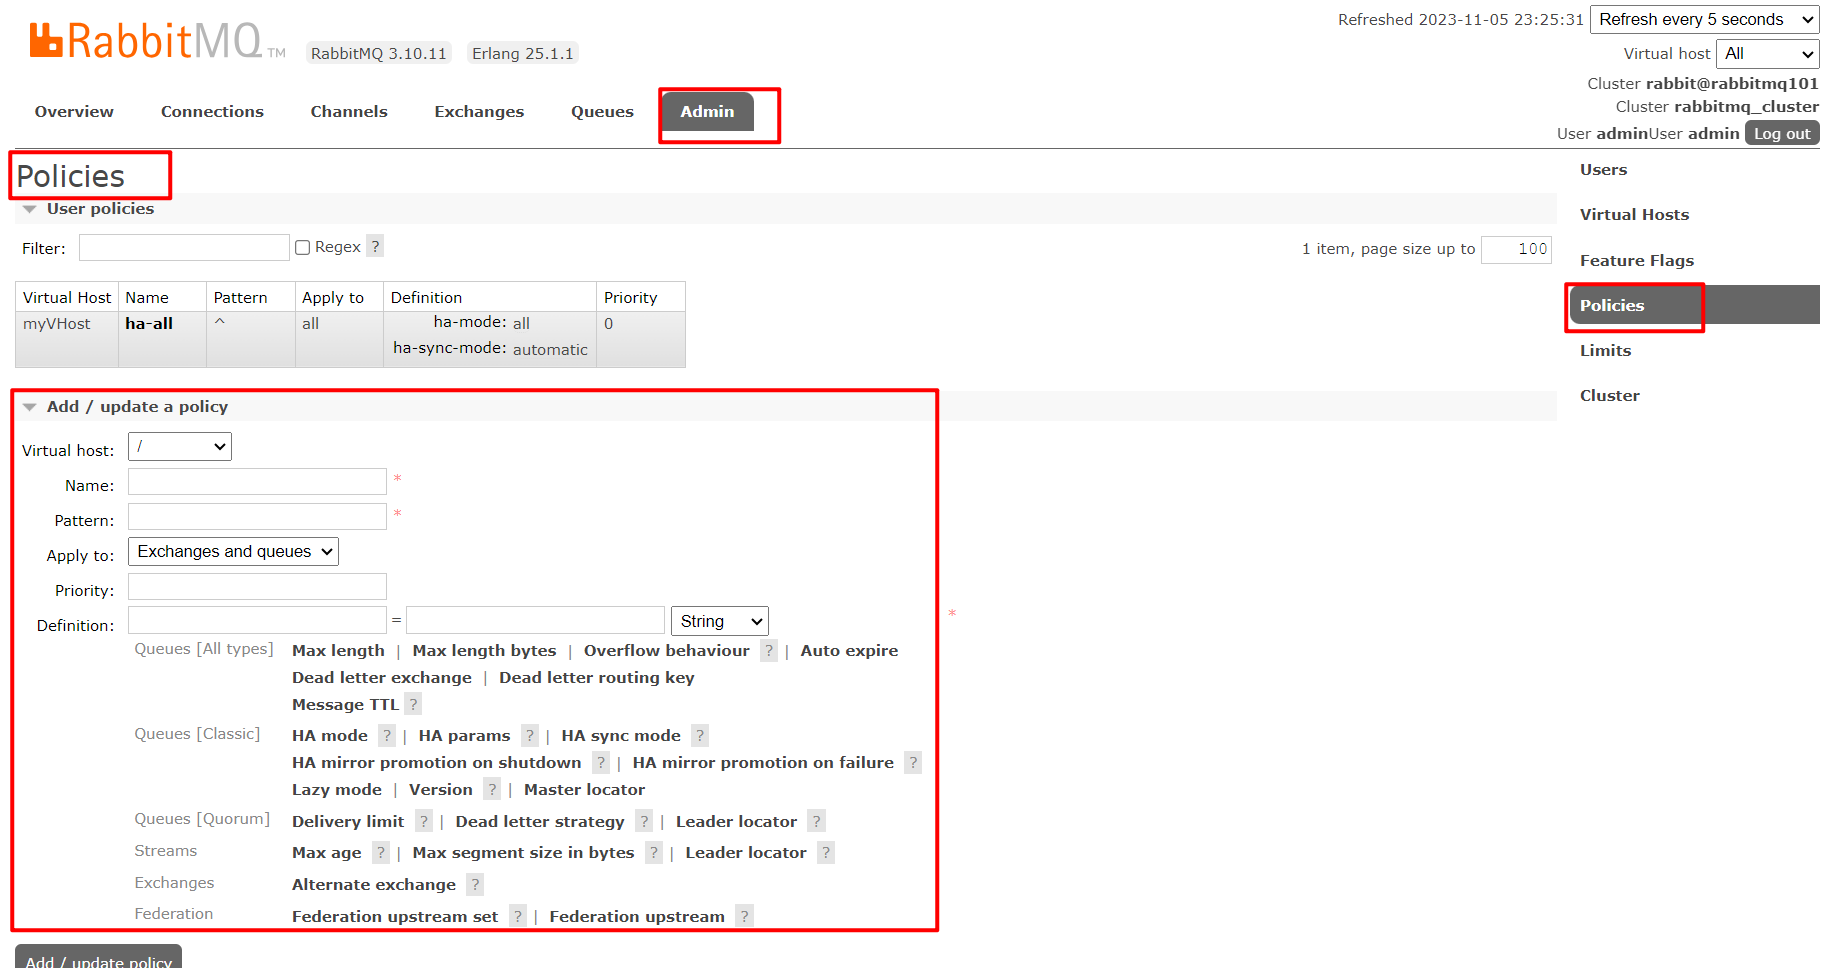 Refreshed 2023-11-05 23:25:31 Refresh every 5 seconds
RabbitMQ TM RabbitMQ 3.10.11 Erlang 25.1.1
Virtual host All
Cluster rabbit@rabbitmq101
Cluster rabbitmq_cluster
User adminUser admin Log out
Overview Connections Channels Exchanges Queues Admin
Policies
User policies
Filter: Regex ? 1 item, page size up to 100
Virtual Host Name Pattern Apply to Definition Priority
myVHost ha-all ^ all ha-mode: all 0
ha-sync-mode: automatic
Add / update a policy
Virtual host: /
Name: *
Pattern: *
Apply to: Exchanges and queues
Priority:
Definition: = String *
Queues [All types] Max length | Max length bytes | Overflow behaviour ? | Auto expire
Dead letter exchange | Dead letter routing key
Message TTL ?
Queues [Classic] HA mode ? | HA params ? | HA sync mode ?
HA mirror promotion on shutdown ? | HA mirror promotion on failure ?
Lazy mode | Version ? | Master locator
Queues [Quorum] Delivery limit ? | Dead letter strategy ? | Leader locator ?
Streams Max age ? | Max segment size in bytes ? | Leader locator ?
Exchanges Alternate exchange ?
Federation Federation upstream set ? | Federation upstream ?
Add / update policy
Users
Virtual Hosts
Feature Flags
Policies
Limits
Cluster